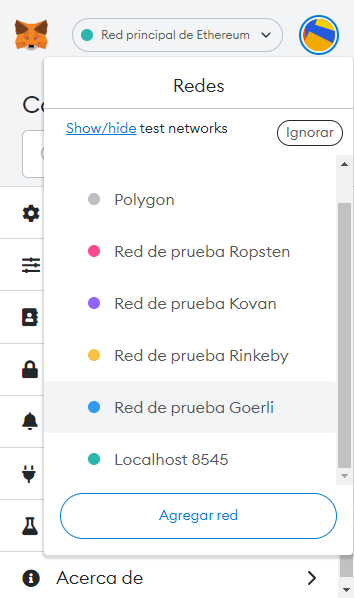 Red principal de Ethereum
Redes
Show/hide test networks
Ignorar
Polygon
Red de prueba Ropsten
Red de prueba Kovan
Red de prueba Rinkeby
Red de prueba Goerli
Localhost 8545
Agregar red
Acerca de